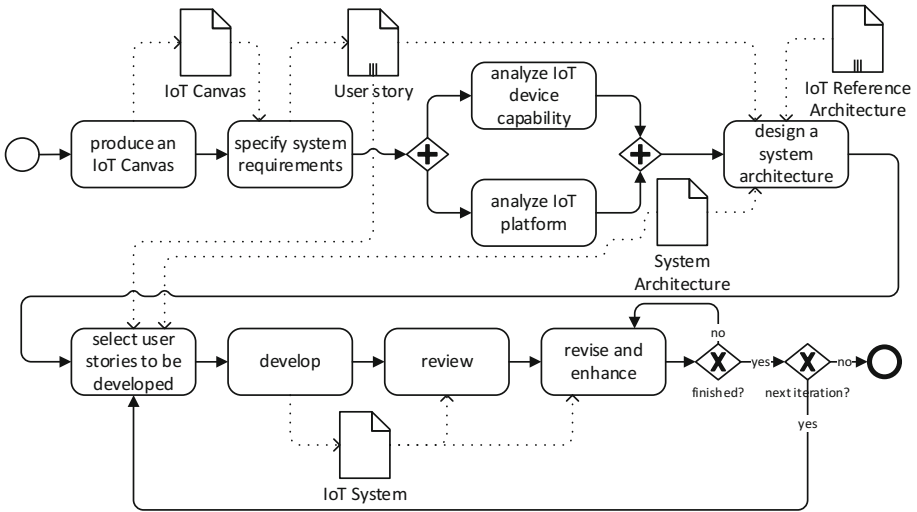 IoT Canvas
User story
IoT Reference
Architecture
produce an
IoT Canvas
specify system
requirements
analyze IoT
device
capability
analyze IoT
platform
design a
system
architecture
System
Architecture
select user
stories to be
developed
develop
review
revise and
enhance
no
yes
no
finished?
next iteration?
yes
IoT System